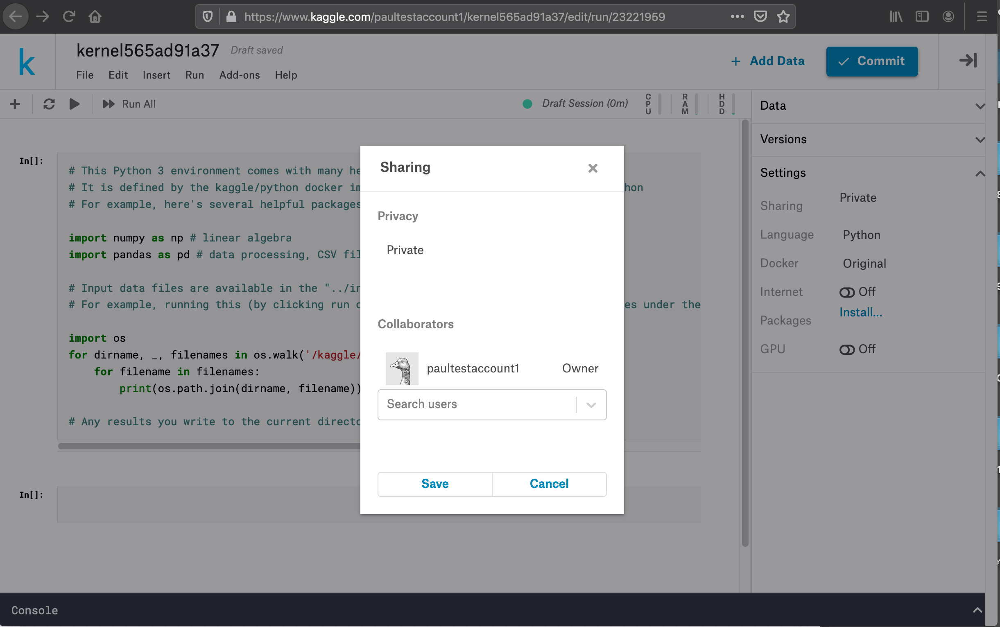 https://www.kaggle.com/paultestaccount1/kernel565ad91a37/edit/run/23221959
k
kernel565ad91a37 Draft saved
File Edit Insert Run Add-ons Help
+ Add Data
Commit
Run All
Draft Session (0m)
CPU
RAM
HDD
In[]:
# This Python 3 environment comes with many he
# It is defined by the kaggle/python docker im hon
# For example, here's several helpful packages
import numpy as np # linear algebra
import pandas as pd # data processing, CSV fil
# Input data files are available in the "../in
# For example, running this (by clicking run o es under the
import os
for dirname, _, filenames in os.walk('/kaggle/
for filename in filenames:
print(os.path.join(dirname, filename))
# Any results you write to the current directo
In[]:
Sharing
Privacy
Private
Collaborators
paultestaccount1 Owner
Search users
Save Cancel
Data
Versions
Settings
Sharing Private
Language Python
Docker Original
Internet Off
Packages Install...
GPU Off
Console